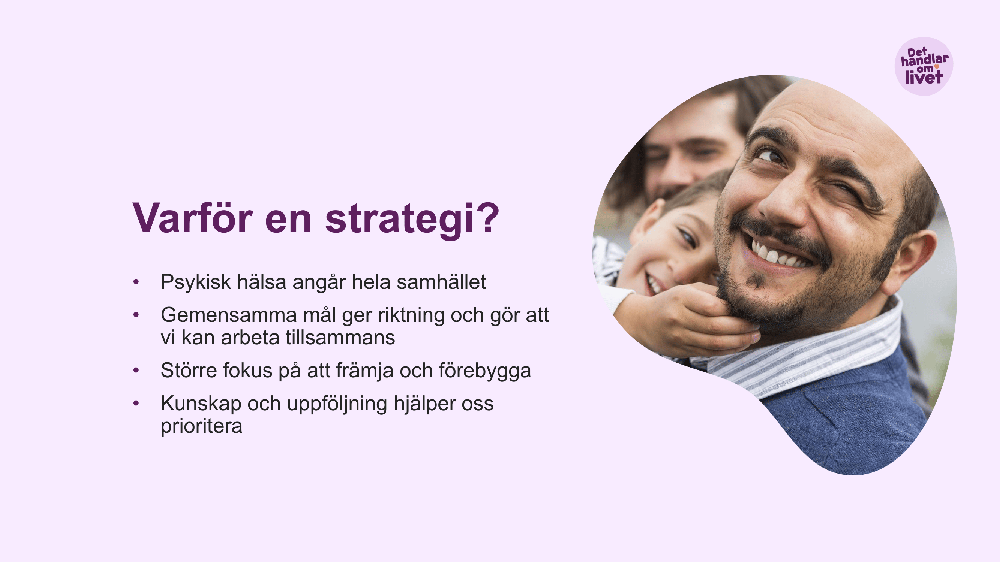 Det
handlar
om
livet
Varför en strategi?
• Psykisk hälsa angår hela samhället
• Gemensamma mål ger riktning och gör att
vi kan arbeta tillsammans
• Större fokus på att främja och förebygga
• Kunskap och uppföljning hjälper oss
prioritera